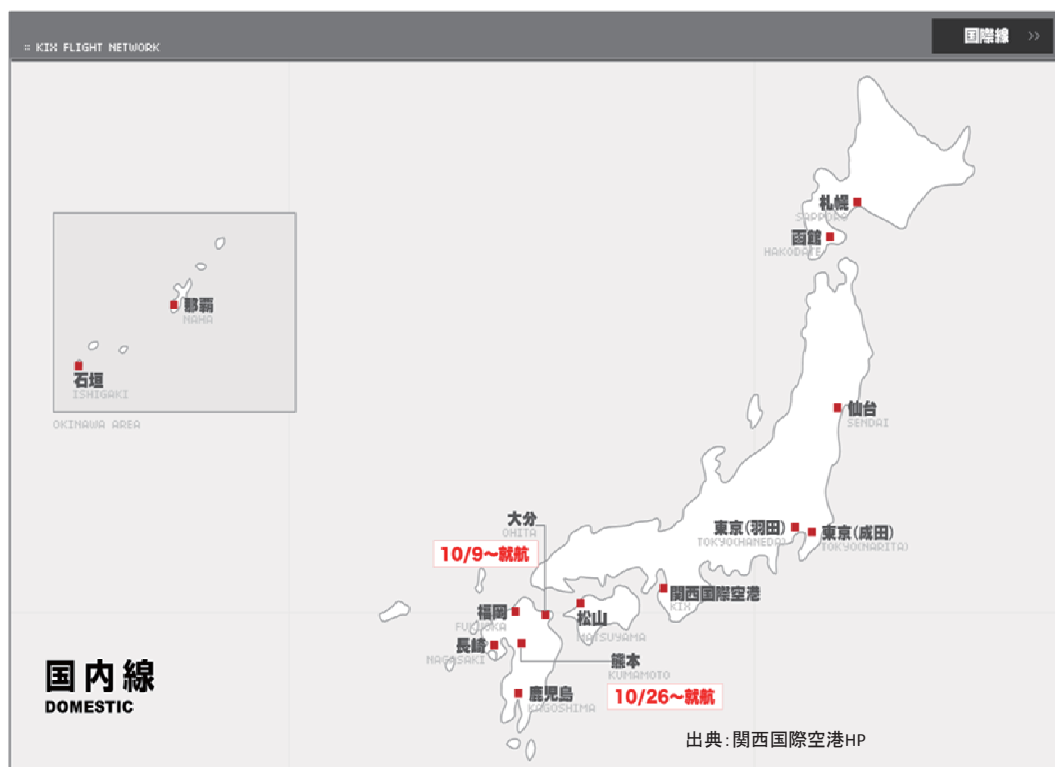 :: KIX FLIGHT NETWORK
国際線 >>
札幌
SAPPORO
函館
HAKODATE
那覇
NAHA
石垣
ISHIGAKI
OKINAWA AREA
仙台
SENDAI
大分
OHITA
10/9～就航
東京(羽田)
TOKYO(HANEDA)
東京(成田)
TOKYO(NARITA)
関西国際空港
KIX
福岡
FUKUOKA
松山
MATSUYAMA
長崎
NAGASAKI
熊本
KUMAMOTO
10/26～就航
鹿児島
KAGOSHIMA
国内線
DOMESTIC
出典：関西国際空港HP